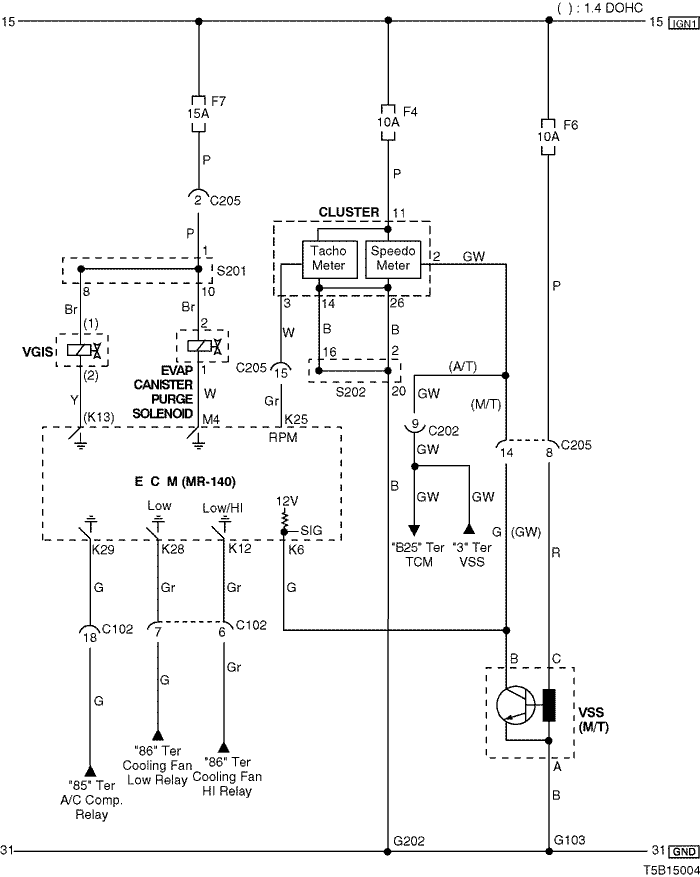 ( ) : 1.4 DOHC
15
15 IGN1
F7
15A
F4
10A
F6
10A
P
2 C205
P
P
CLUSTER 11
1
S201
Tacho
Meter
Speedo
Meter
2 GW
8
10
3
14
26
P
Br
(1)
Br
2
W
B
B
VGIS
(2)
1
C205
15
16
2
EVAP
CANISTER
PURGE
SOLENOID
S202
20
(A/T)
GW
(M/T)
Y
(K13)
W
M4
Gr
K25
9 C202
RPM
GW
14
8
C205
E C M (MR-140)
Low
Low/HI
12V
SIG
B
GW
GW
G
(GW)
K29
K28
K12
K6
"B25" Ter
TCM
"3" Ter
VSS
R
G
Gr
Gr
G
18
C102
7
6
C102
G
G
Gr
B
C
VSS
(M/T)
A
"86" Ter
Cooling Fan
Low Relay
"86" Ter
Cooling Fan
HI Relay
"85" Ter
A/C Comp.
Relay
B
G202
G103
31
31 GND
T5B15004